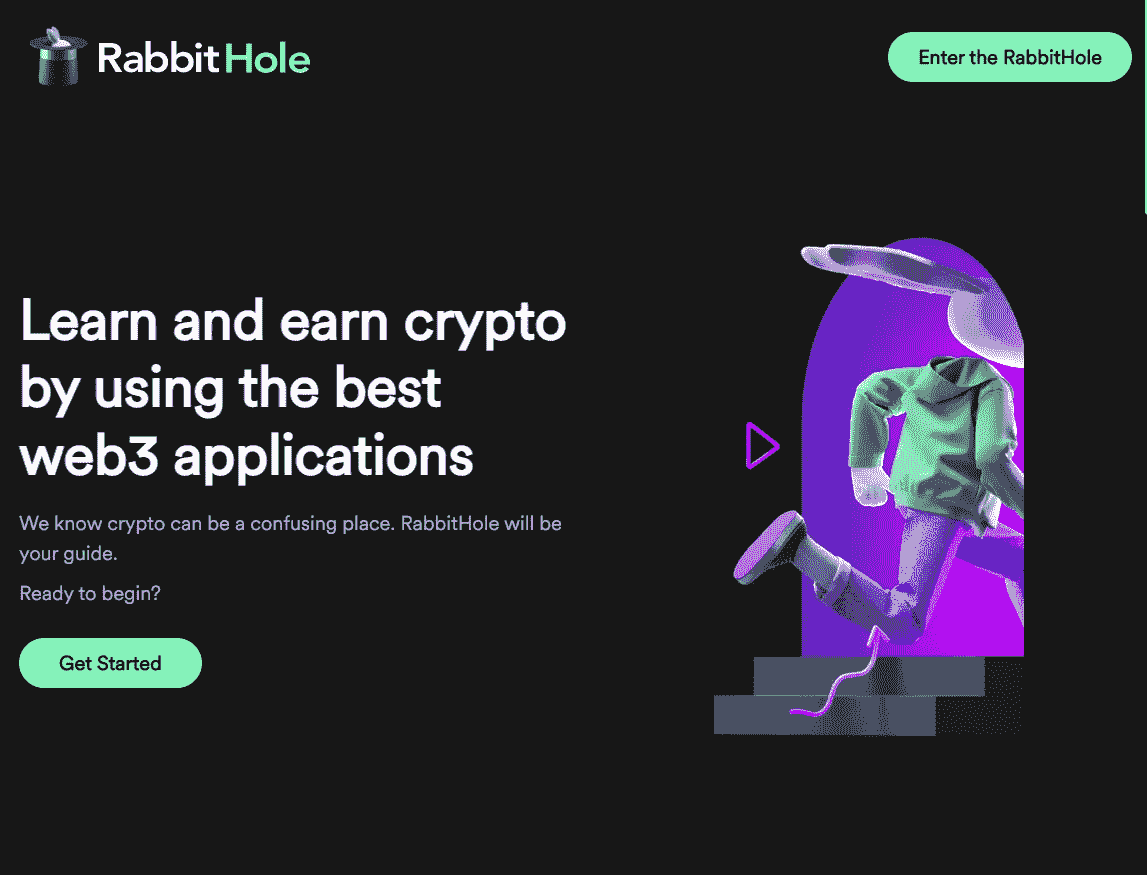 RabbitHole
Enter the RabbitHole
Learn and earn crypto
by using the best
web3 applications
We know crypto can be a confusing place. RabbitHole will be
your guide.
Ready to begin?
Get Started